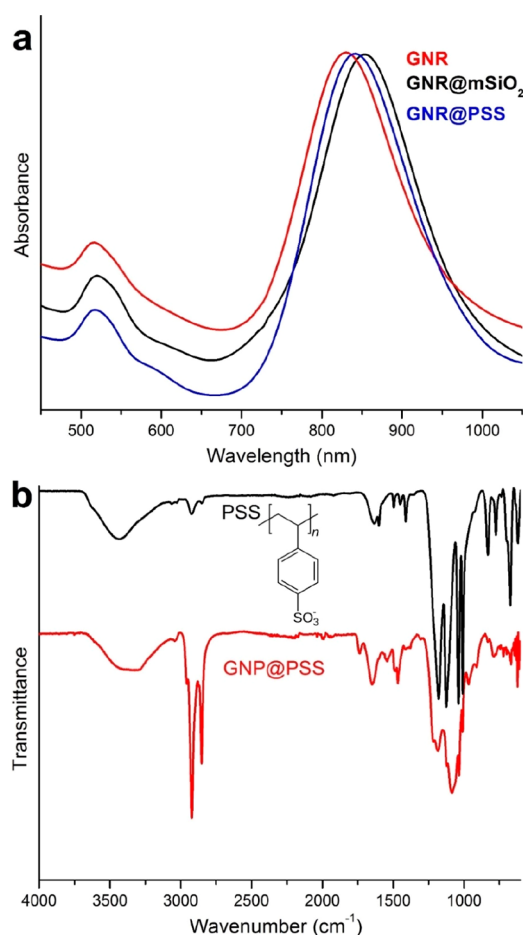 a
GNR
GNR@mSiO₂
GNR@PSS
Absorbance
500 600 700 800 900 1000
Wavelength (nm)
b
PSS
n
SO₃⁻
GNP@PSS
Transmittance
4000 3500 3000 2500 2000 1500 1000
Wavenumber (cm⁻¹)